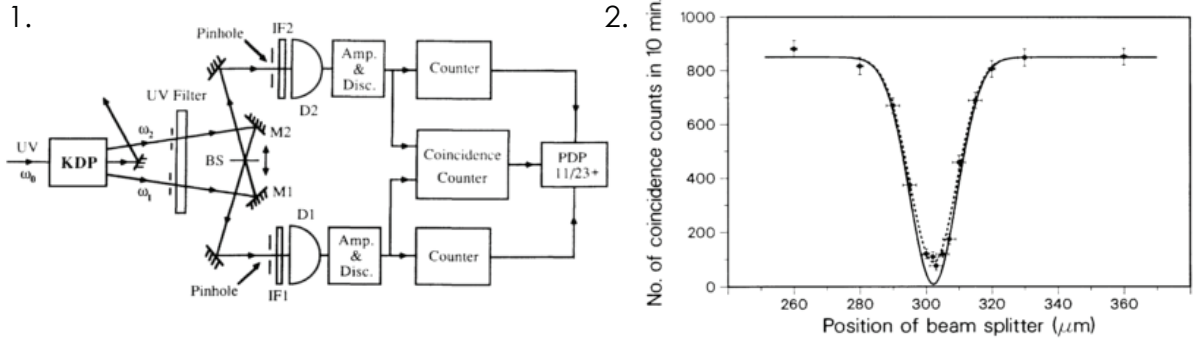 1.
Pinhole
IF2
Amp.
&
Disc.
Counter
D2
UV Filter
UV
ω₀
KDP
ω₂
ω₁
M2
BS
M1
Coincidence
Counter
PDP
11/23+
D1
Amp.
&
Disc.
Counter
Pinhole
IF1
2.
No. of coincidence counts in 10 min.
1000
800
600
400
200
0
260
280
300
320
340
360
Position of beam splitter (μm)